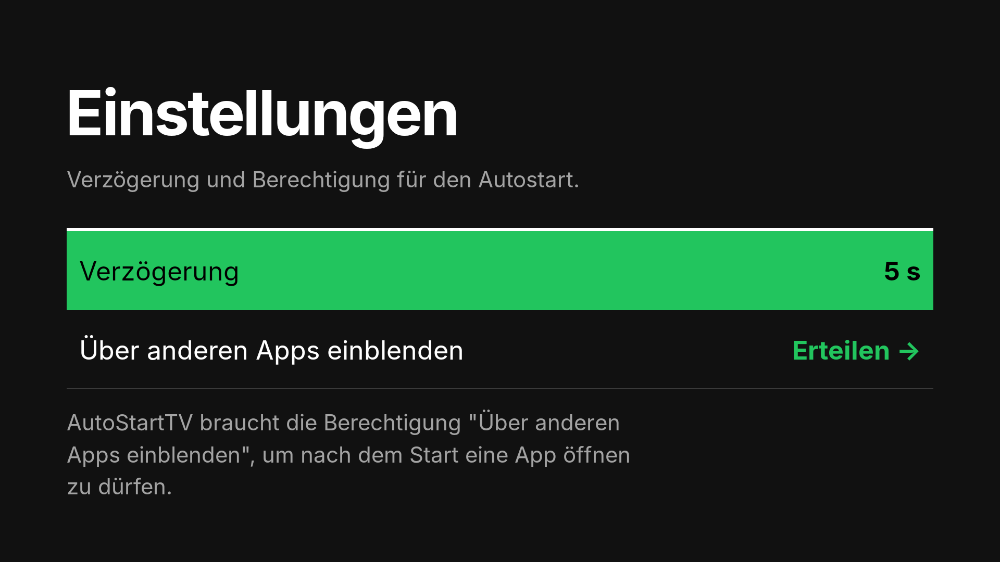 Einstellungen
Verzögerung und Berechtigung für den Autostart.
Verzögerung 5 s
Über anderen Apps einblenden Erteilen →
AutoStartTV braucht die Berechtigung "Über anderen
Apps einblenden", um nach dem Start eine App öffnen
zu dürfen.